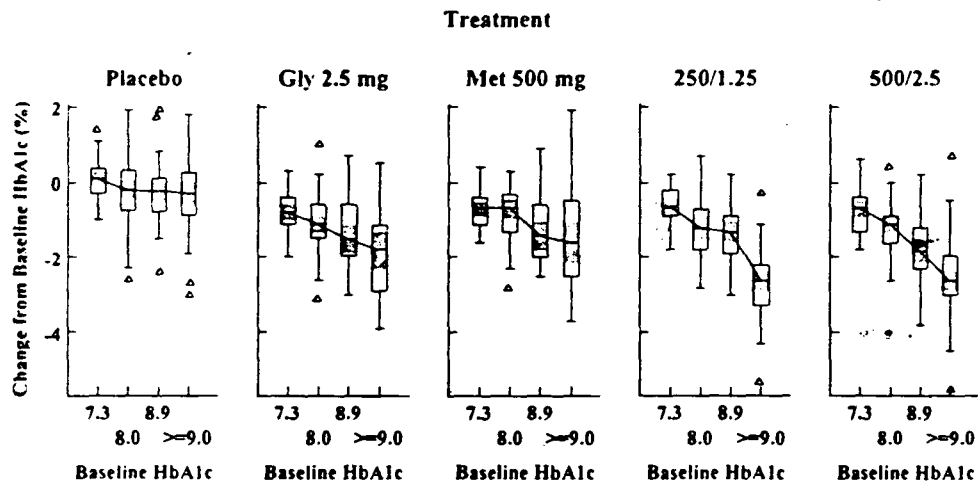 Treatment
Placebo Gly 2.5 mg Met 500 mg 250/1.25 500/2.5
Change from Baseline HbA1c (%)
2
0
-2
-4
7.3 8.9 7.3 8.9 7.3 8.9 7.3 8.9 7.3 8.9
8.0 >=9.0 8.0 >=9.0 8.0 >=9.0 8.0 >=9.0 8.0 >=9.0
Baseline HbA1c Baseline HbA1c Baseline HbA1c Baseline HbA1c Baseline HbA1c